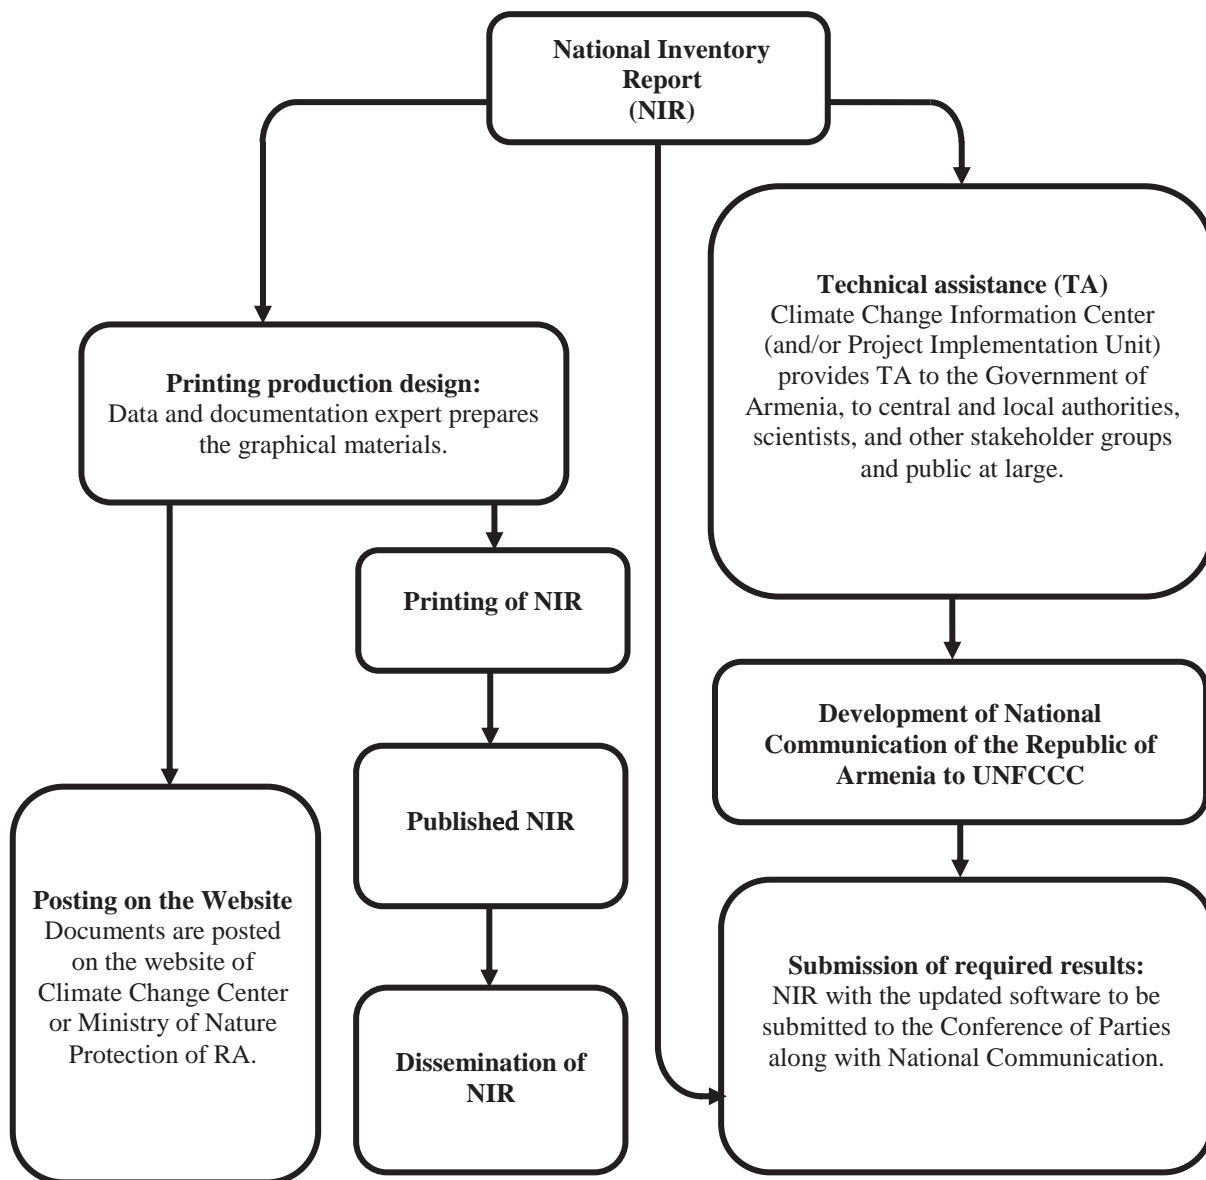 National Inventory
Report
(NIR)
Technical assistance (TA)
Climate Change Information Center
(and/or Project Implementation Unit)
provides TA to the Government of
Armenia, to central and local authorities,
scientists, and other stakeholder groups
and public at large.
Printing production design:
Data and documentation expert prepares
the graphical materials.
Printing of NIR
Development of National
Communication of the Republic of
Armenia to UNFCCC
Published NIR
Posting on the Website
Documents are posted
on the website of
Climate Change Center
or Ministry of Nature
Protection of RA.
Submission of required results:
NIR with the updated software to be
submitted to the Conference of Parties
along with National Communication.
Dissemination of
NIR